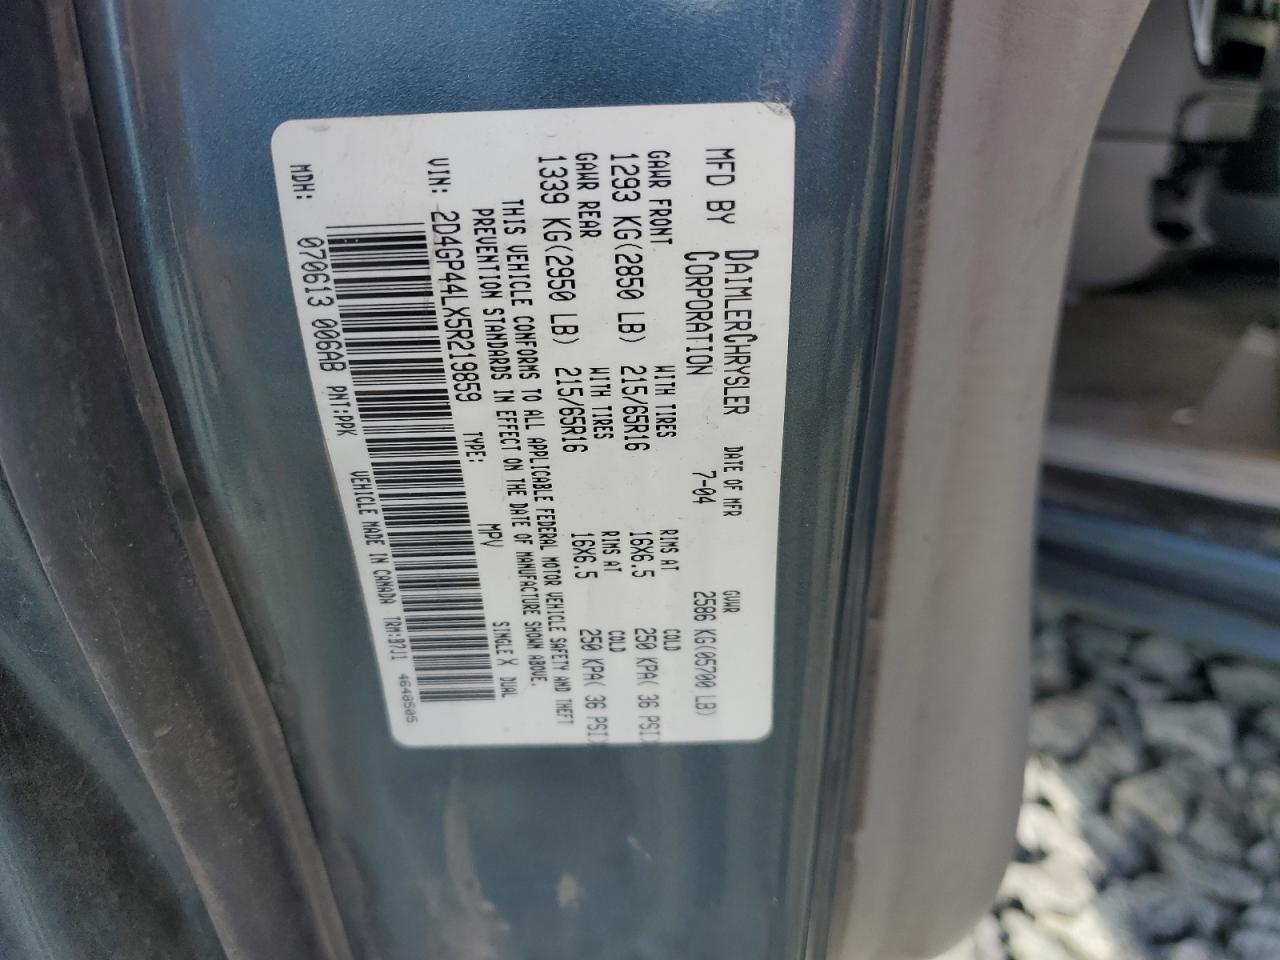 MFD BY DAIMLERCHRYSLER DATE OF MFR GVWR
CORPORATION 7-04 2586 KG(05700 LB)
GAWR FRONT WITH TIRES RIMS AT COLD
1293 KG(2850 LB) 215/65R16 16X6.5 250 KPA( 36 PSI)
GAWR REAR WITH TIRES RIMS AT COLD
1339 KG(2950 LB) 215/65R16 16X6.5 250 KPA( 36 PSI)
THIS VEHICLE CONFORMS TO ALL APPLICABLE FEDERAL MOTOR VEHICLE SAFETY AND THEFT
PREVENTION STANDARDS IN EFFECT ON THE DATE OF MANUFACTURE SHOWN ABOVE.
VIN: 2D4GP44LX5R219859 TYPE: MPV SINGLE X DUAL
MDH: 070613 006AB PNT:PPK VEHICLE MADE IN CANADA TRM:B7J1 4648505